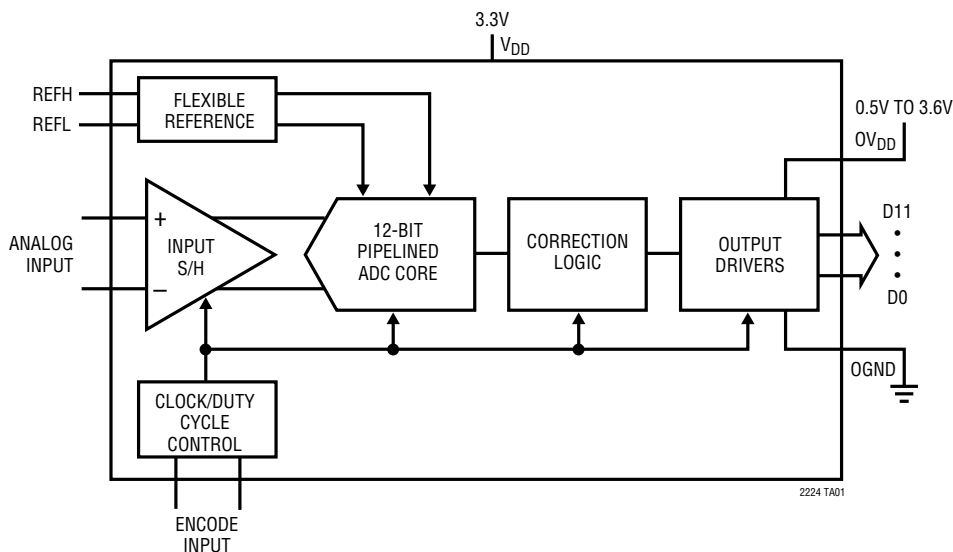 3.3V
VDD
REFH
REFL
FLEXIBLE
REFERENCE
0.5V TO 3.6V
OVDD
ANALOG
INPUT
+
–
INPUT
S/H
12-BIT
PIPELINED
ADC CORE
CORRECTION
LOGIC
OUTPUT
DRIVERS
D11
•
•
•
D0
OGND
CLOCK/DUTY
CYCLE
CONTROL
ENCODE
INPUT
2224 TA01